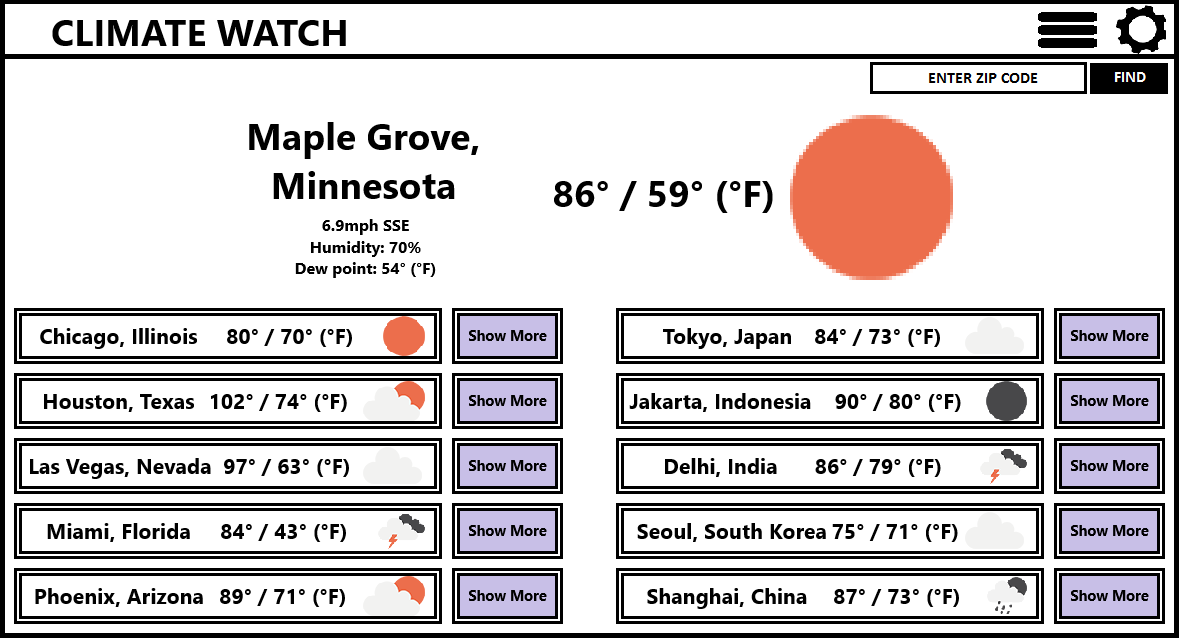 CLIMATE WATCH
ENTER ZIP CODE FIND
Maple Grove,
Minnesota
86° / 59° (°F)
6.9mph SSE
Humidity: 70%
Dew point: 54° (°F)
Chicago, Illinois 80° / 70° (°F) Show More
Houston, Texas 102° / 74° (°F) Show More
Las Vegas, Nevada 97° / 63° (°F) Show More
Miami, Florida 84° / 43° (°F) Show More
Phoenix, Arizona 89° / 71° (°F) Show More
Tokyo, Japan 84° / 73° (°F) Show More
Jakarta, Indonesia 90° / 80° (°F) Show More
Delhi, India 86° / 79° (°F) Show More
Seoul, South Korea 75° / 71° (°F) Show More
Shanghai, China 87° / 73° (°F) Show More